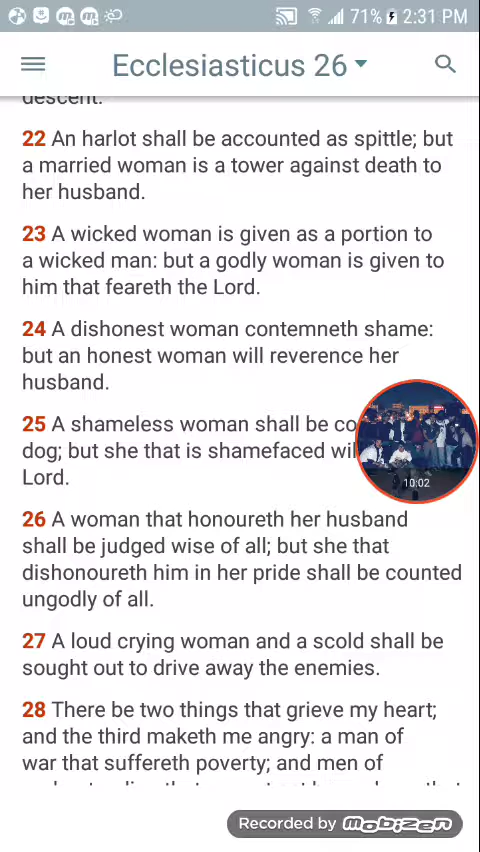 71% 2:31 PM
Ecclesiasticus 26
descent.
22 An harlot shall be accounted as spittle; but
a married woman is a tower against death to
her husband.
23 A wicked woman is given as a portion to
a wicked man: but a godly woman is given to
him that feareth the Lord.
24 A dishonest woman contemneth shame:
but an honest woman will reverence her
husband.
25 A shameless woman shall be co
dog; but she that is shamefaced wil
Lord.
10:02
26 A woman that honoureth her husband
shall be judged wise of all; but she that
dishonoureth him in her pride shall be counted
ungodly of all.
27 A loud crying woman and a scold shall be
sought out to drive away the enemies.
28 There be two things that grieve my heart;
and the third maketh me angry: a man of
war that suffereth poverty; and men of
Recorded by mobizen